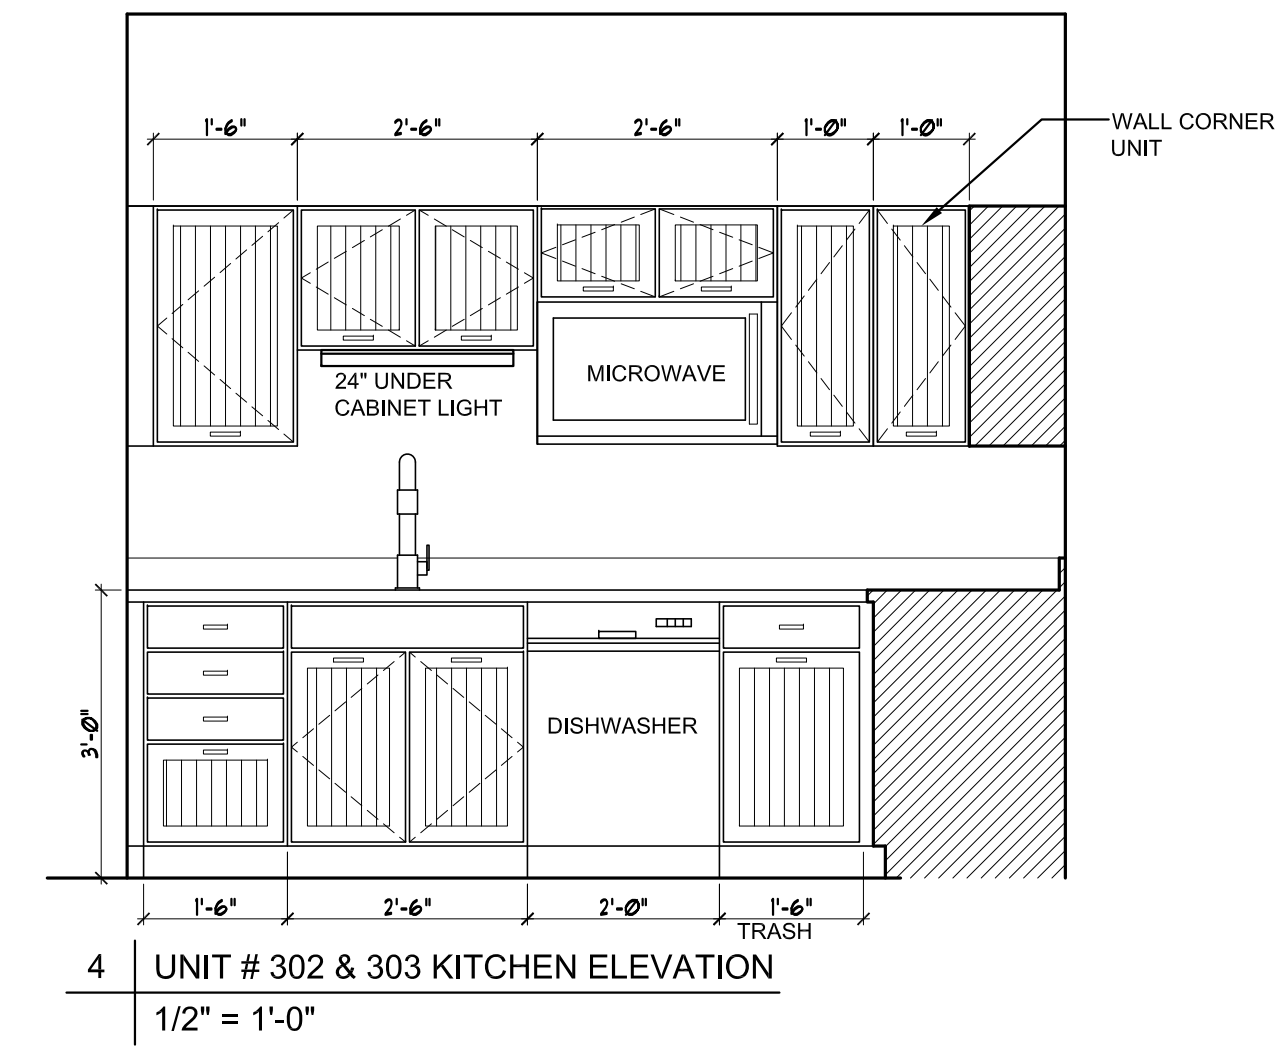 1'-6" 2'-6" 2'-6" 1'-0" 1'-0"
WALL CORNER
UNIT
MICROWAVE
24" UNDER
CABINET LIGHT
3'-0"
DISHWASHER
1'-6" 2'-6" 2'-0" 1'-6"
TRASH
4 UNIT # 302 & 303 KITCHEN ELEVATION
1/2" = 1'-0"